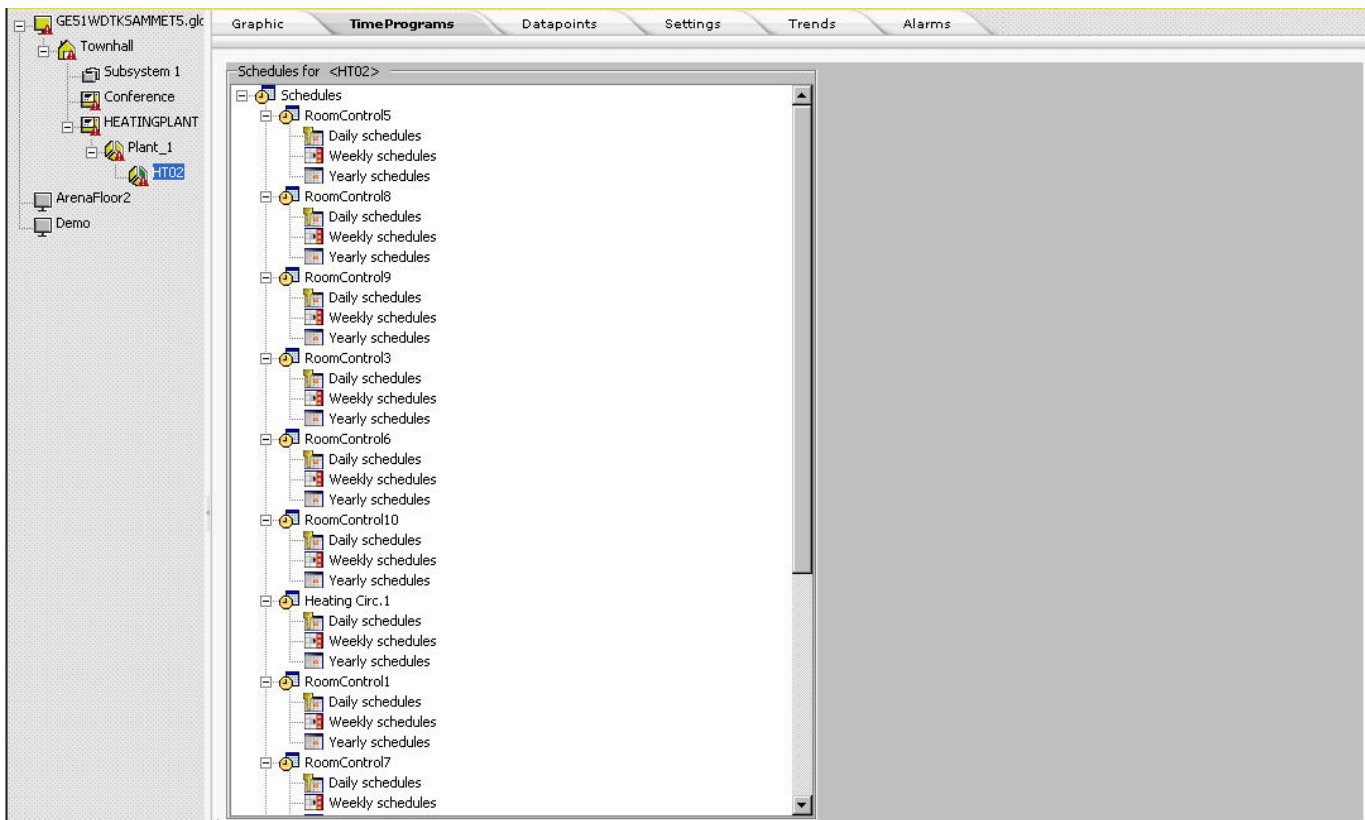 GE51WDTKSAMMET5.glc
Townhall
Subsystem 1
Conference
HEATINGPLANT
Plant_1
HT02
ArenaFloor2
Demo
Graphic TimePrograms Datapoints Settings Trends Alarms
Schedules for <HT02>
Schedules
RoomControl5
Daily schedules
Weekly schedules
Yearly schedules
RoomControl8
Daily schedules
Weekly schedules
Yearly schedules
RoomControl9
Daily schedules
Weekly schedules
Yearly schedules
RoomControl3
Daily schedules
Weekly schedules
Yearly schedules
RoomControl6
Daily schedules
Weekly schedules
Yearly schedules
RoomControl10
Daily schedules
Weekly schedules
Yearly schedules
Heating Circ.1
Daily schedules
Weekly schedules
Yearly schedules
RoomControl1
Daily schedules
Weekly schedules
Yearly schedules
RoomControl7
Daily schedules
Weekly schedules